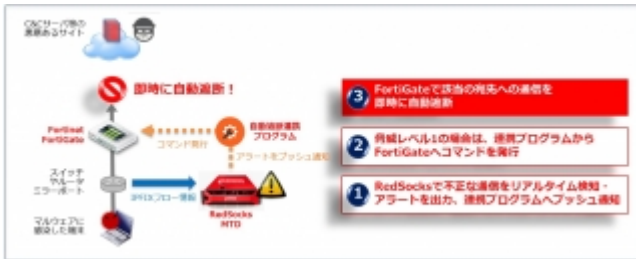 C&Cサーバ等の
悪意あるサイト
即時に自動遮断！
Fortinet
FortiGate
自動遮断連携
プログラム
コマンド発行
アラートをプッシュ通知
スイッチ
やルータ
ミラーポート
IPFIXフロー情報
RedSocks
MTD
マルウェアに
感染した端末
3 FortiGateで該当の宛先への通信を
即時に自動遮断
2 脅威レベル1の場合は、連携プログラムから
FortiGateへコマンドを発行
1 RedSocksで不正な通信をリアルタイム検知・
アラートを出力、連携プログラムへプッシュ通知